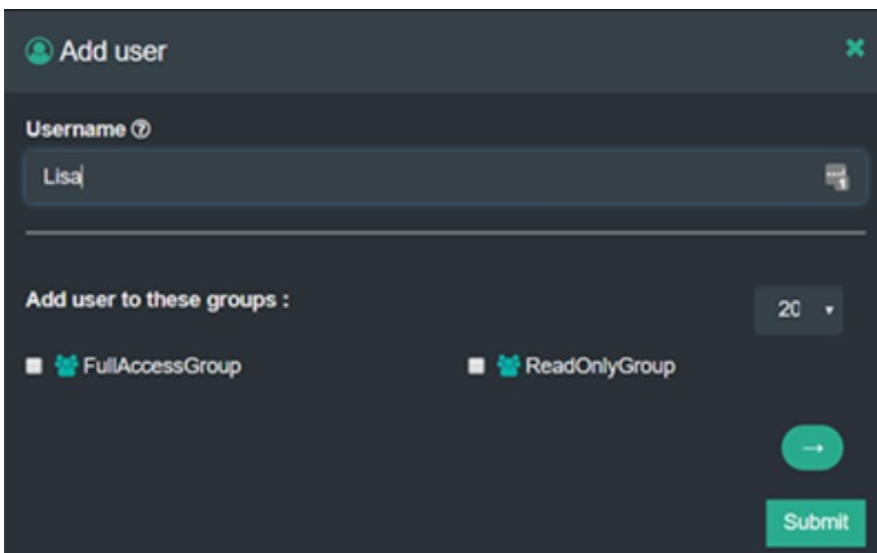 Add user
Username
Lisa
Add user to these groups :
20
FullAccessGroup
ReadOnlyGroup
Submit